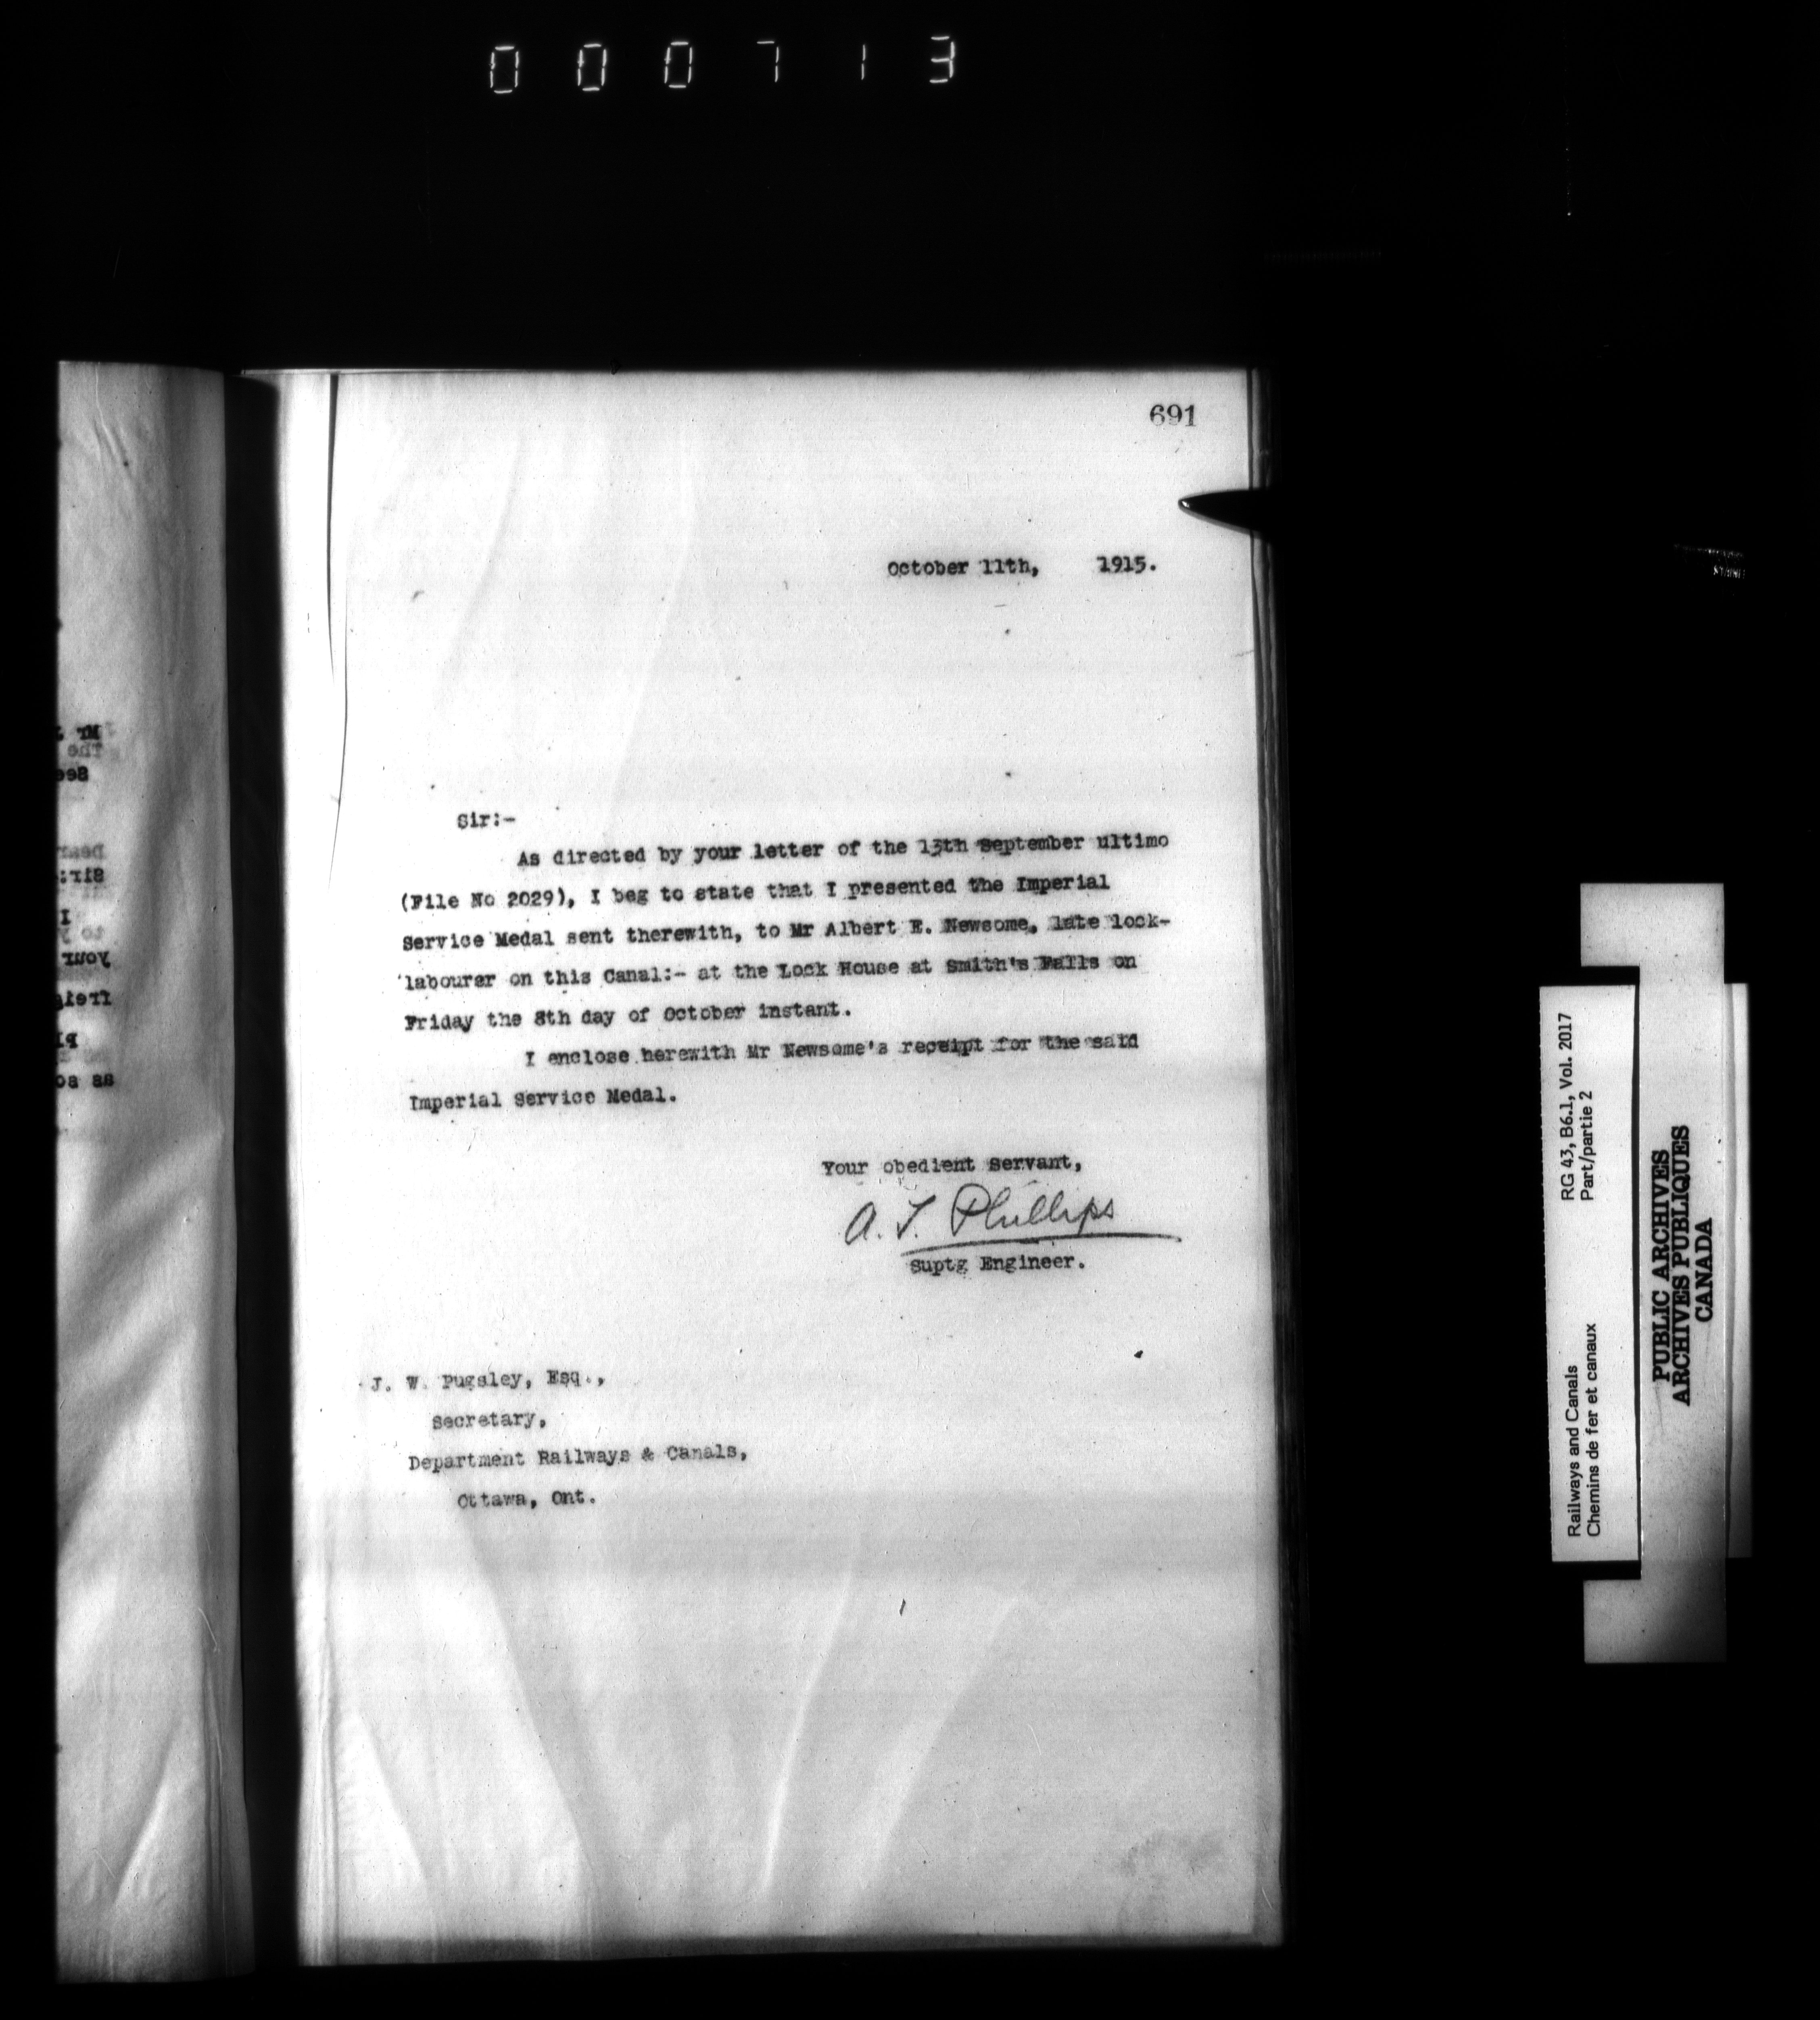 000713
691
October 11th, 1915.
Sir:-
As directed by your letter of the 13th September ultimo
(File No 2029), I beg to state that I presented the Imperial
Service Medal sent therewith, to Mr Albert E. Newsome, late lock-
labourer on this Canal:- at the Lock House at Smith's Falls on
Friday the 8th day of October instant.
I enclose herewith Mr Newsome's receipt for the said
Imperial Service Medal.
Your obedient Servant,
A. T. Phillips
Suptg Engineer.
J. W. Pugsley, Esq.,
Secretary,
Department Railways & Canals,
Ottawa, Ont.
RG 43, B6.1, Vol. 2017
Part/partie 2
Railways and Canals
Chemins de fer et canaux
PUBLIC ARCHIVES
ARCHIVES PUBLIQUES
CANADA